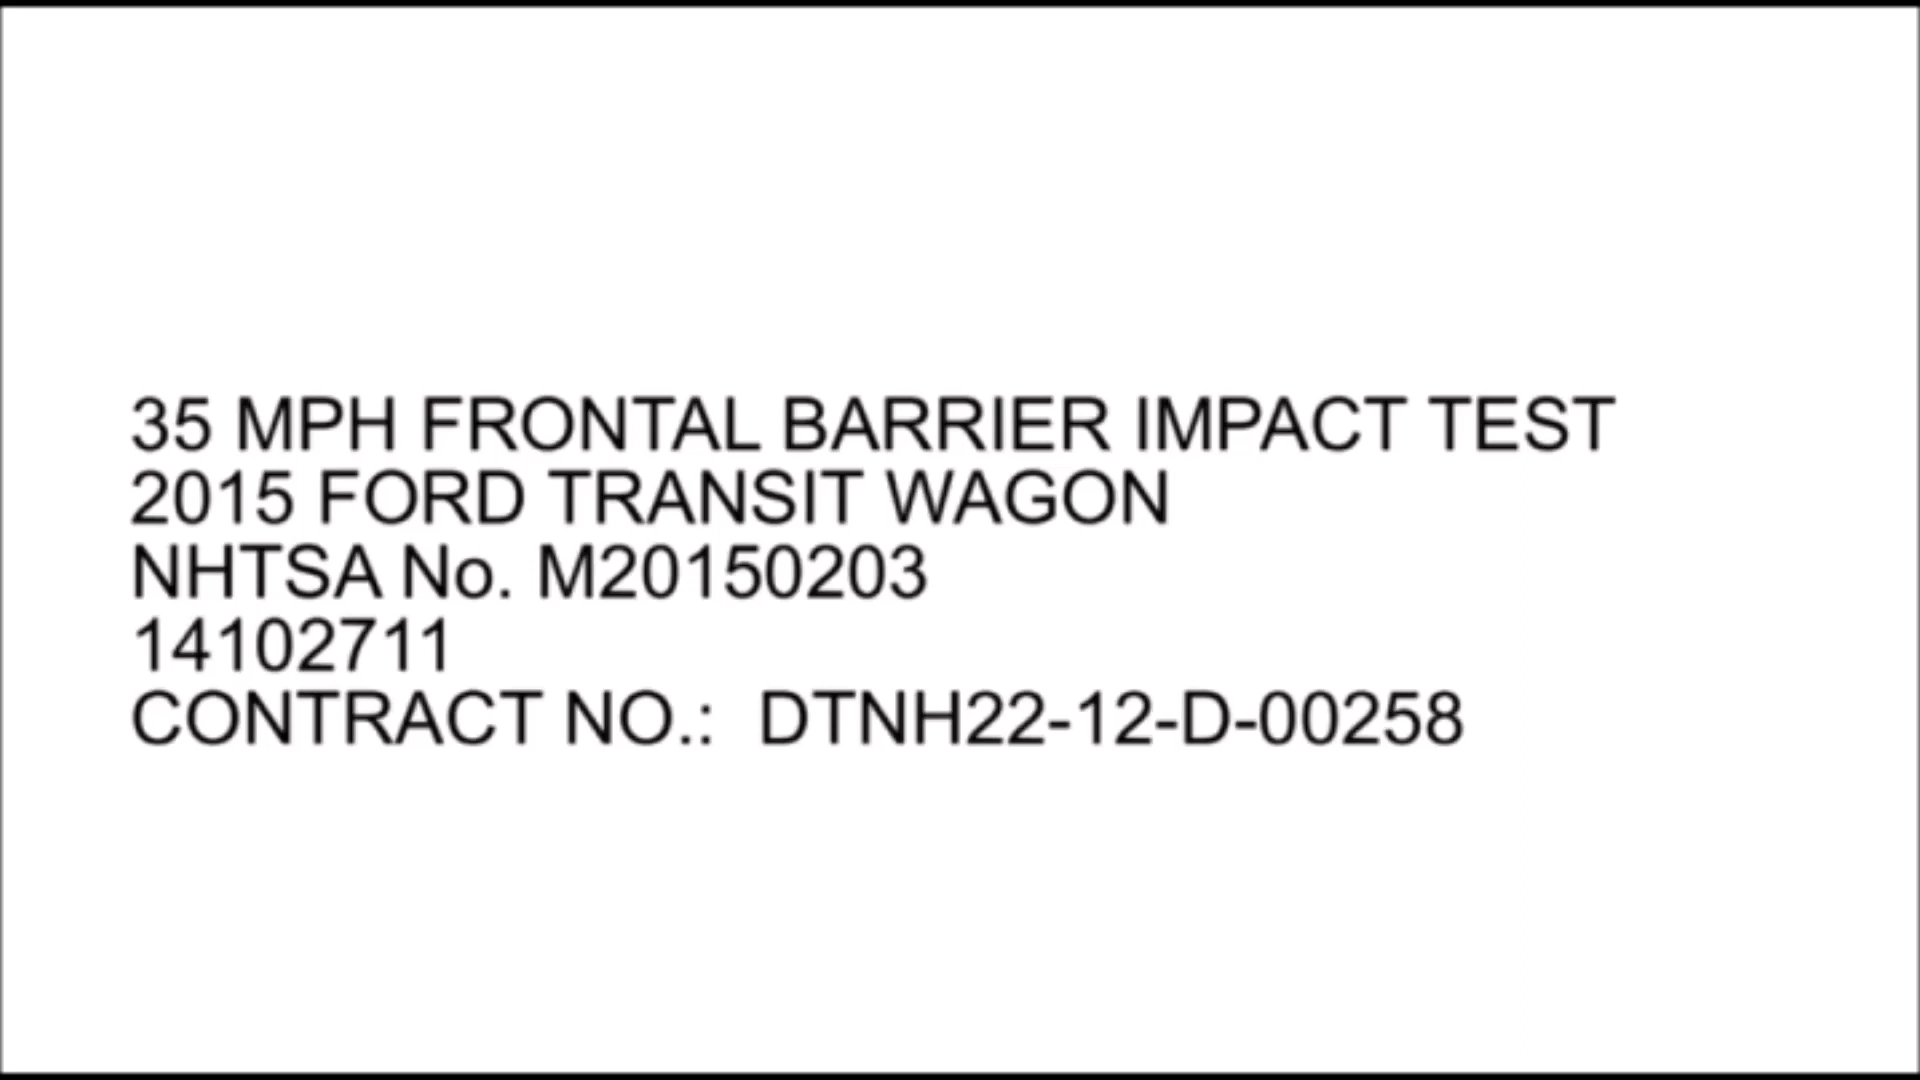 35 MPH FRONTAL BARRIER IMPACT TEST
2015 FORD TRANSIT WAGON
NHTSA No. M20150203
14102711
CONTRACT NO.:  DTNH22-12-D-00258